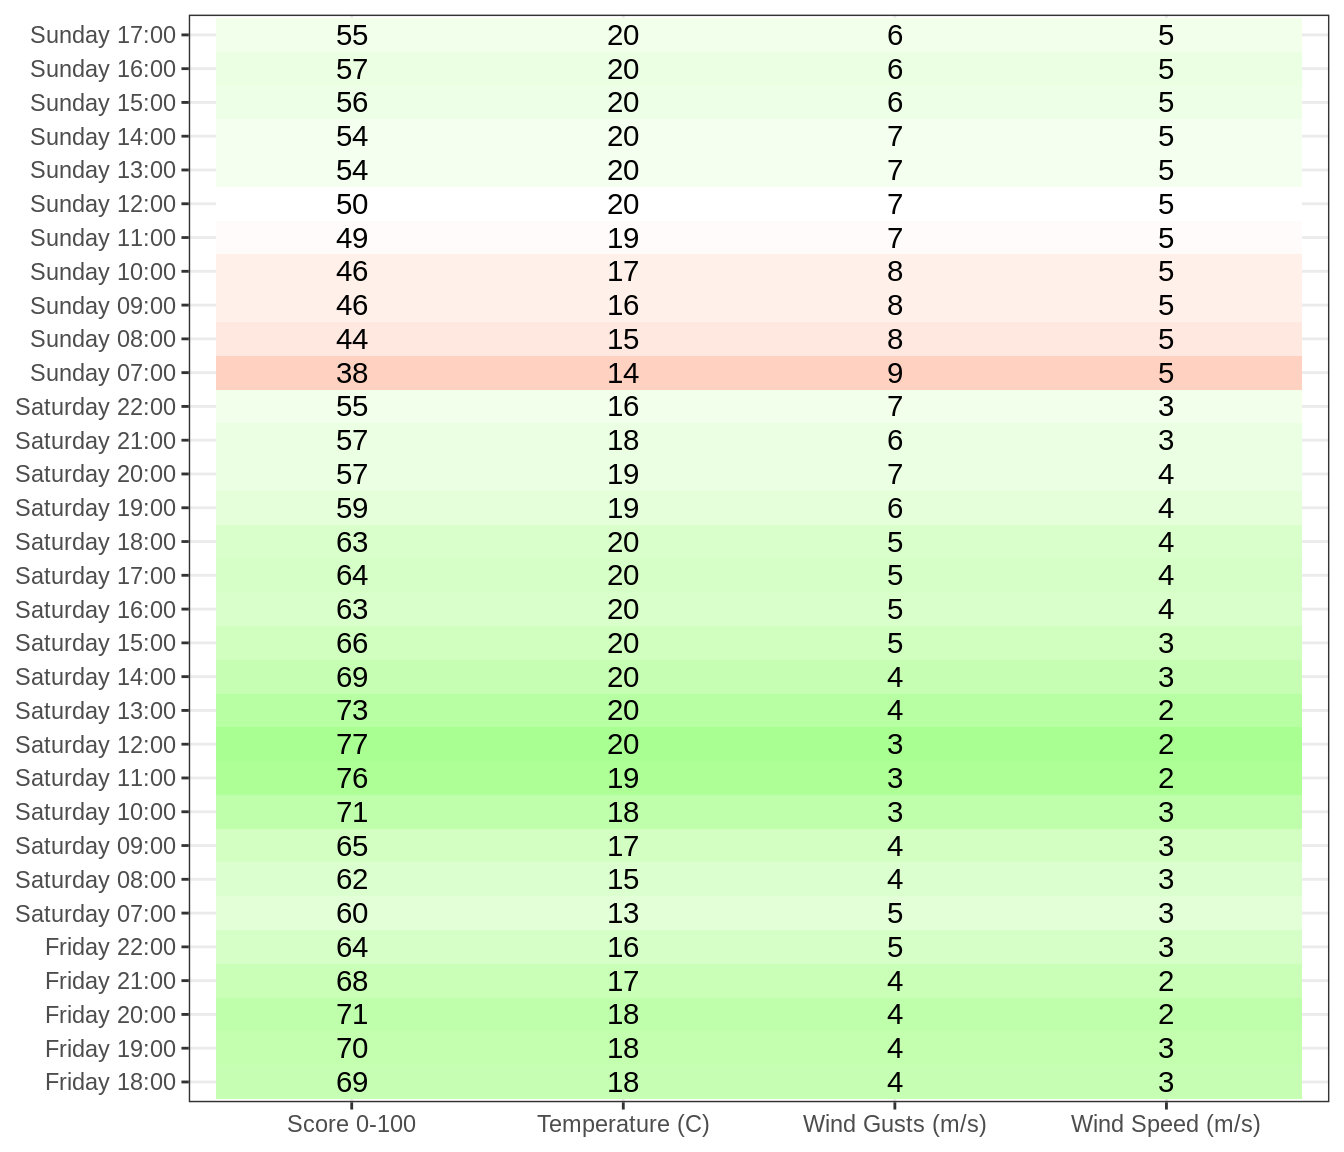 Sunday 17:00 55 20 6 5
Sunday 16:00 57 20 6 5
Sunday 15:00 56 20 6 5
Sunday 14:00 54 20 7 5
Sunday 13:00 54 20 7 5
Sunday 12:00 50 20 7 5
Sunday 11:00 49 19 7 5
Sunday 10:00 46 17 8 5
Sunday 09:00 46 16 8 5
Sunday 08:00 44 15 8 5
Sunday 07:00 38 14 9 5
Saturday 22:00 55 16 7 3
Saturday 21:00 57 18 6 3
Saturday 20:00 57 19 7 4
Saturday 19:00 59 19 6 4
Saturday 18:00 63 20 5 4
Saturday 17:00 64 20 5 4
Saturday 16:00 63 20 5 4
Saturday 15:00 66 20 5 3
Saturday 14:00 69 20 4 3
Saturday 13:00 73 20 4 2
Saturday 12:00 77 20 3 2
Saturday 11:00 76 19 3 2
Saturday 10:00 71 18 3 3
Saturday 09:00 65 17 4 3
Saturday 08:00 62 15 4 3
Saturday 07:00 60 13 5 3
Friday 22:00 64 16 5 3
Friday 21:00 68 17 4 2
Friday 20:00 71 18 4 2
Friday 19:00 70 18 4 3
Friday 18:00 69 18 4 3
Score 0-100 Temperature (C) Wind Gusts (m/s) Wind Speed (m/s)